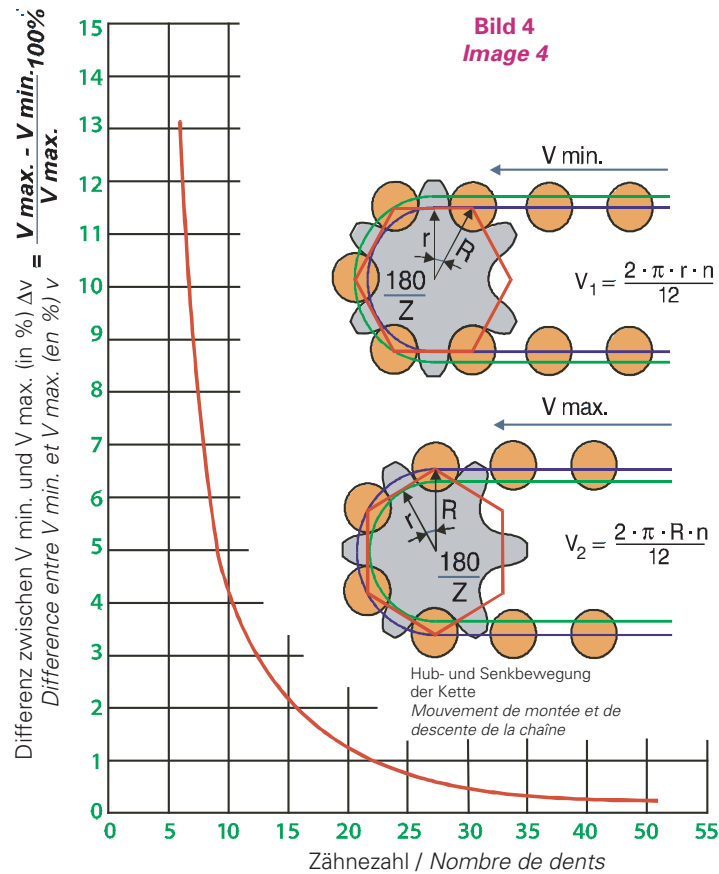 Bild 4
Image 4
Differenz zwischen V min. und V max. (in %) Δv = V max. - V min. 100%
V max.
Difference entre V min. et V max. (en %) v
15
14
13
12
11
10
9
8
7
6
5
4
3
2
1
0
V min.
r
R
180
Z
V1 = 2 · π · r · n
12
V max.
r
R
180
Z
V2 = 2 · π · R · n
12
Hub- und Senkbewegung
der Kette
Mouvement de montée et de
descente de la chaîne
0 5 10 15 20 25 30 35 40 50 55
Zähnezahl / Nombre de dents